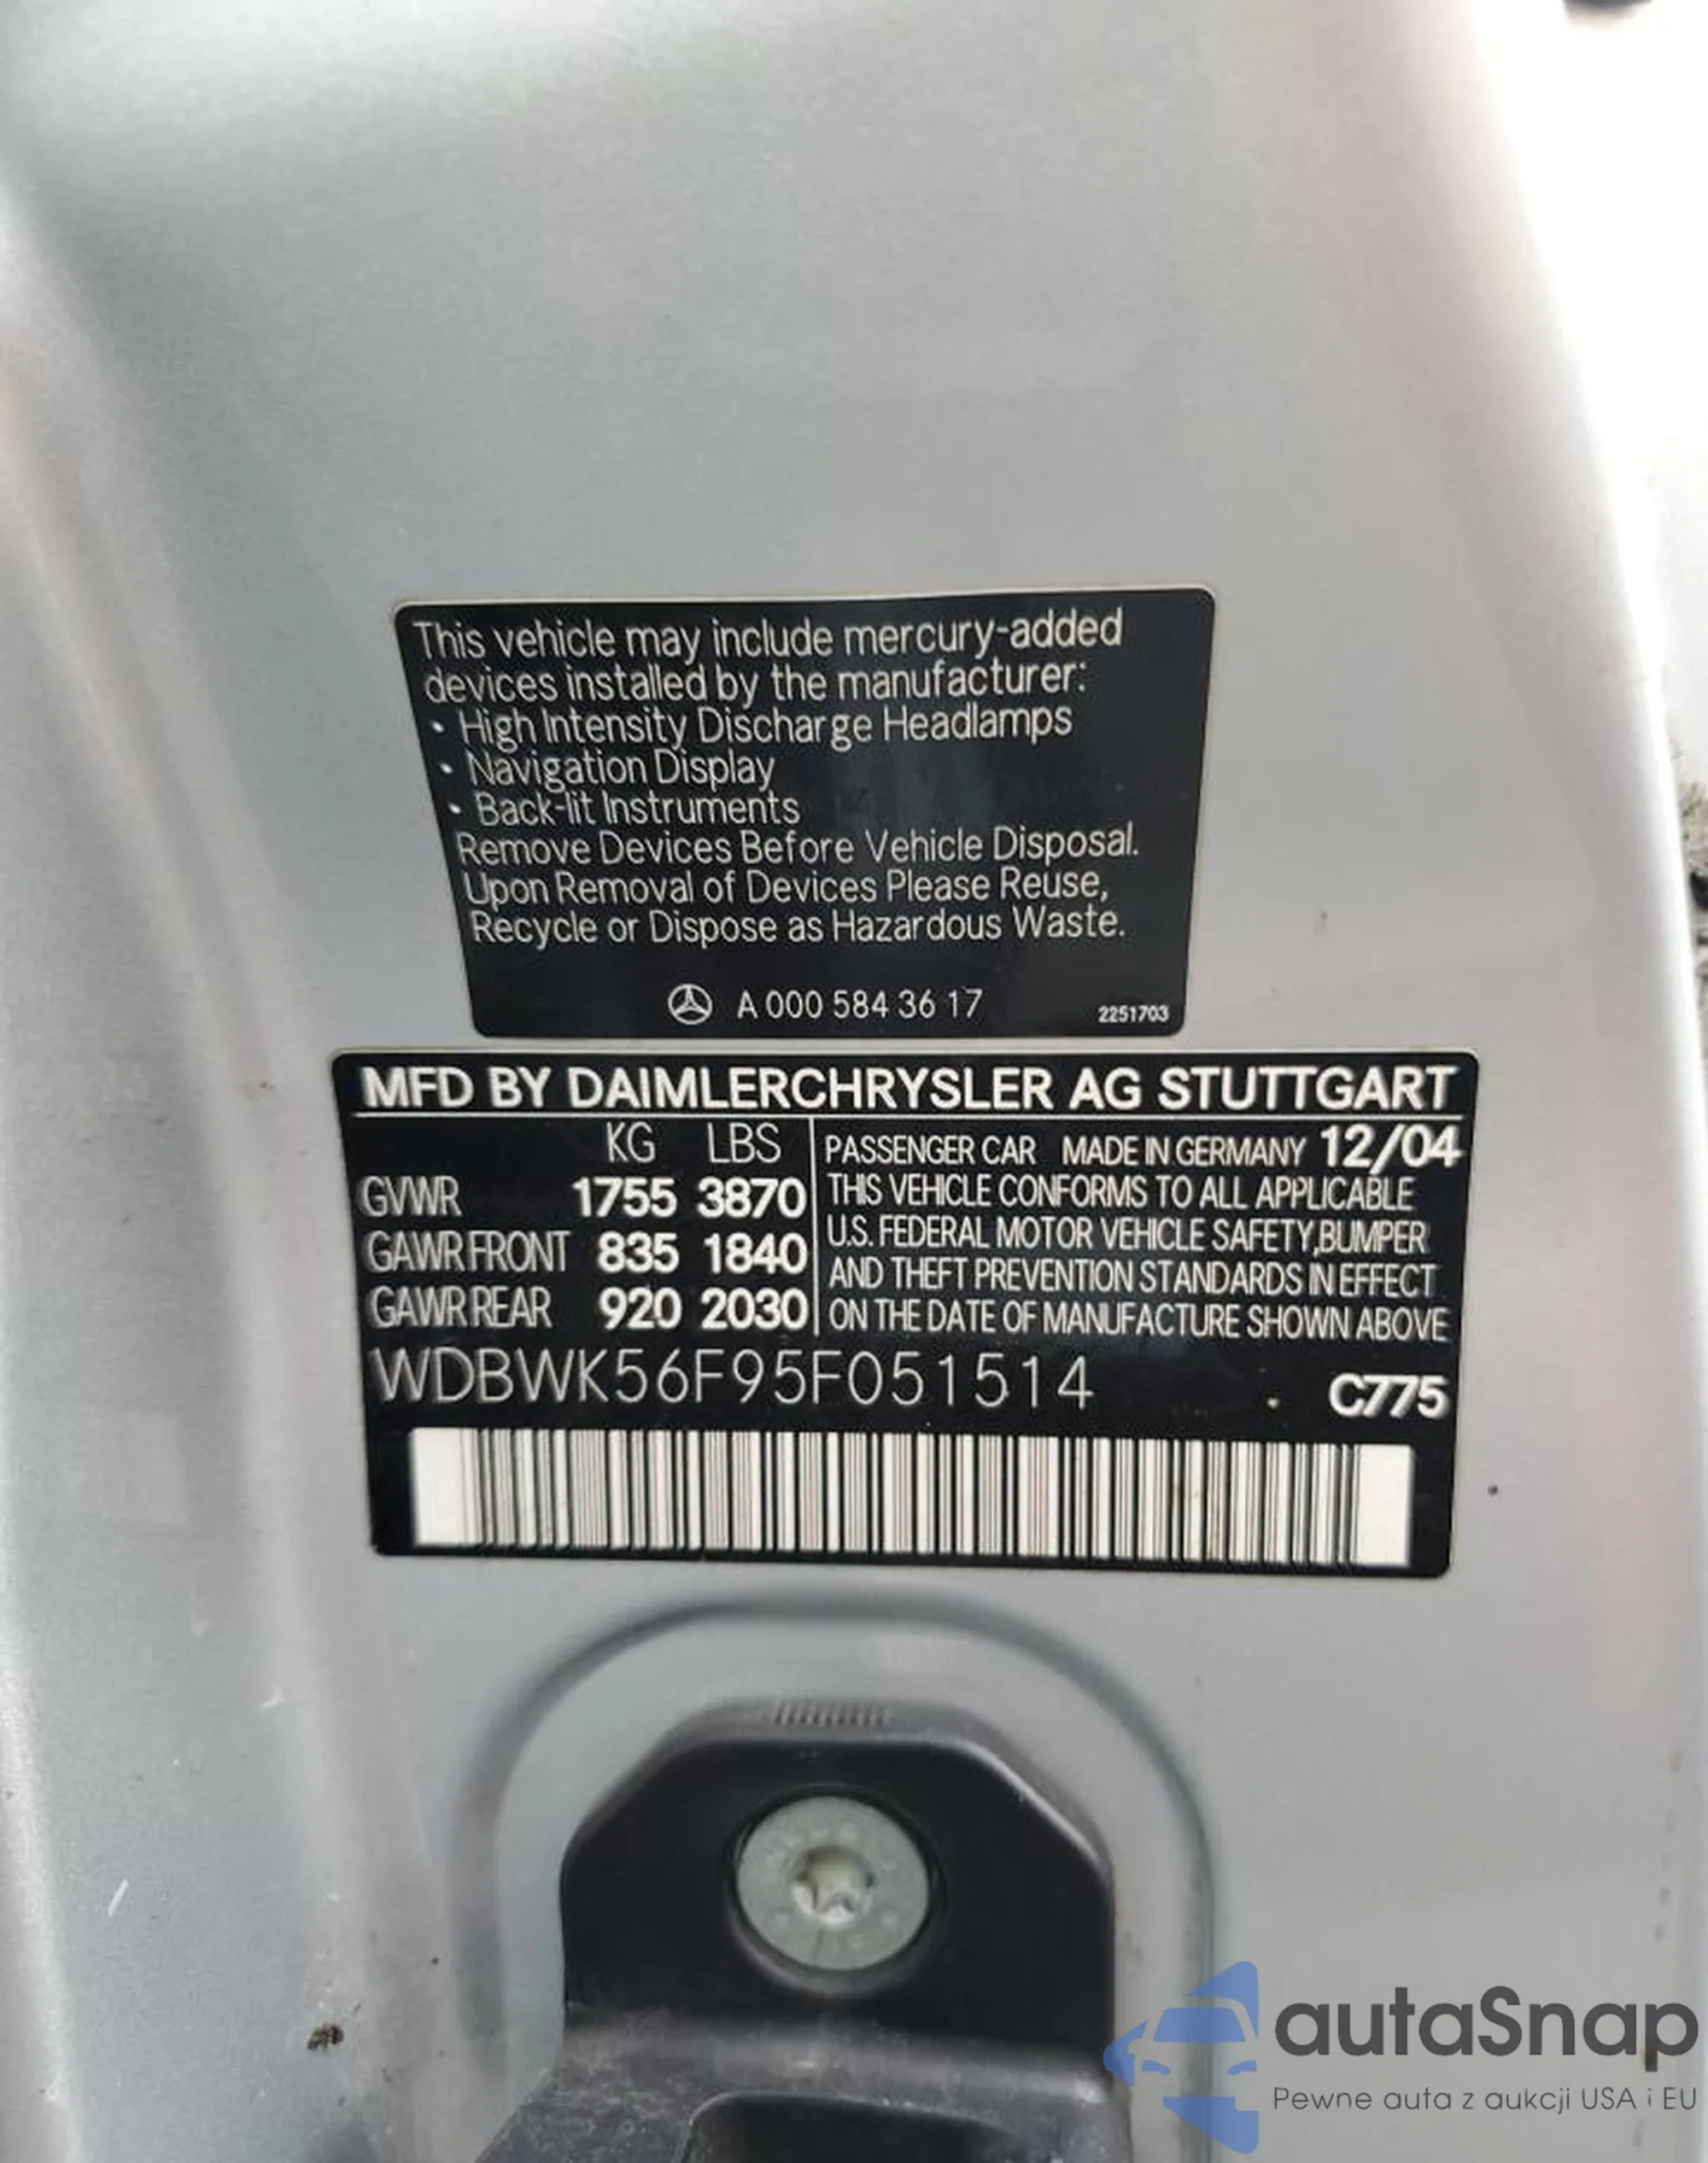 This vehicle may include mercury-added
devices installed by the manufacturer:
• High Intensity Discharge Headlamps
• Navigation Display
• Back-lit Instruments
Remove Devices Before Vehicle Disposal.
Upon Removal of Devices Please Reuse,
Recycle or Dispose as Hazardous Waste.
A 000 584 36 17 2251703
MFD BY DAIMLERCHRYSLER AG STUTTGART
KG LBS
GVWR 1755 3870
GAWR FRONT 835 1840
GAWR REAR 920 2030
PASSENGER CAR MADE IN GERMANY 12/04
THIS VEHICLE CONFORMS TO ALL APPLICABLE
U.S. FEDERAL MOTOR VEHICLE SAFETY,BUMPER
AND THEFT PREVENTION STANDARDS IN EFFECT
ON THE DATE OF MANUFACTURE SHOWN ABOVE
WDBWK56F95F051514 C775
autaSnap
Pewne auta z aukcji USA i EU